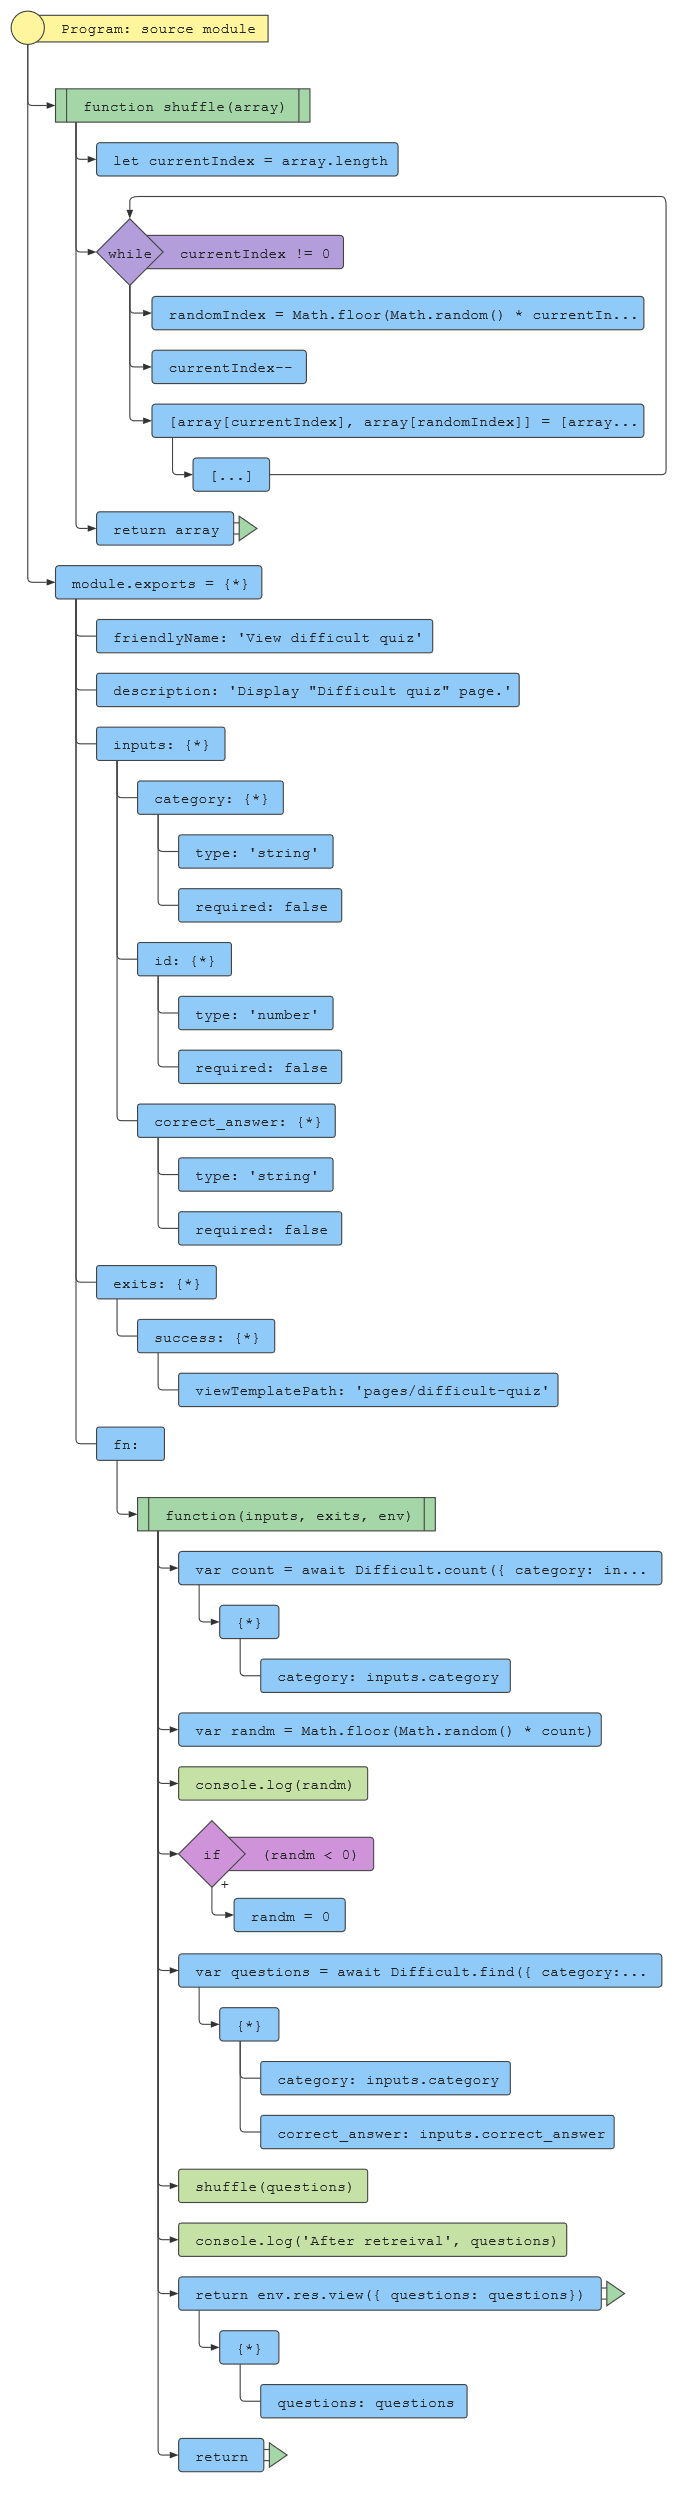 Program: source module
function shuffle(array)
let currentIndex = array.length
while currentIndex != 0
randomIndex = Math.floor(Math.random() * currentIn...
currentIndex--
[array[currentIndex], array[randomIndex]] = [array...
[...]
return array
module.exports = {*}
friendlyName: 'View difficult quiz'
description: 'Display "Difficult quiz" page.'
inputs: {*}
category: {*}
type: 'string'
required: false
id: {*}
type: 'number'
required: false
correct_answer: {*}
type: 'string'
required: false
exits: {*}
success: {*}
viewTemplatePath: 'pages/difficult-quiz'
fn:
function(inputs, exits, env)
var count = await Difficult.count({ category: in...
{*}
category: inputs.category
var randm = Math.floor(Math.random() * count)
console.log(randm)
if (randm < 0)
+
randm = 0
var questions = await Difficult.find({ category:...
{*}
category: inputs.category
correct_answer: inputs.correct_answer
shuffle(questions)
console.log('After retreival', questions)
return env.res.view({ questions: questions})
{*}
questions: questions
return